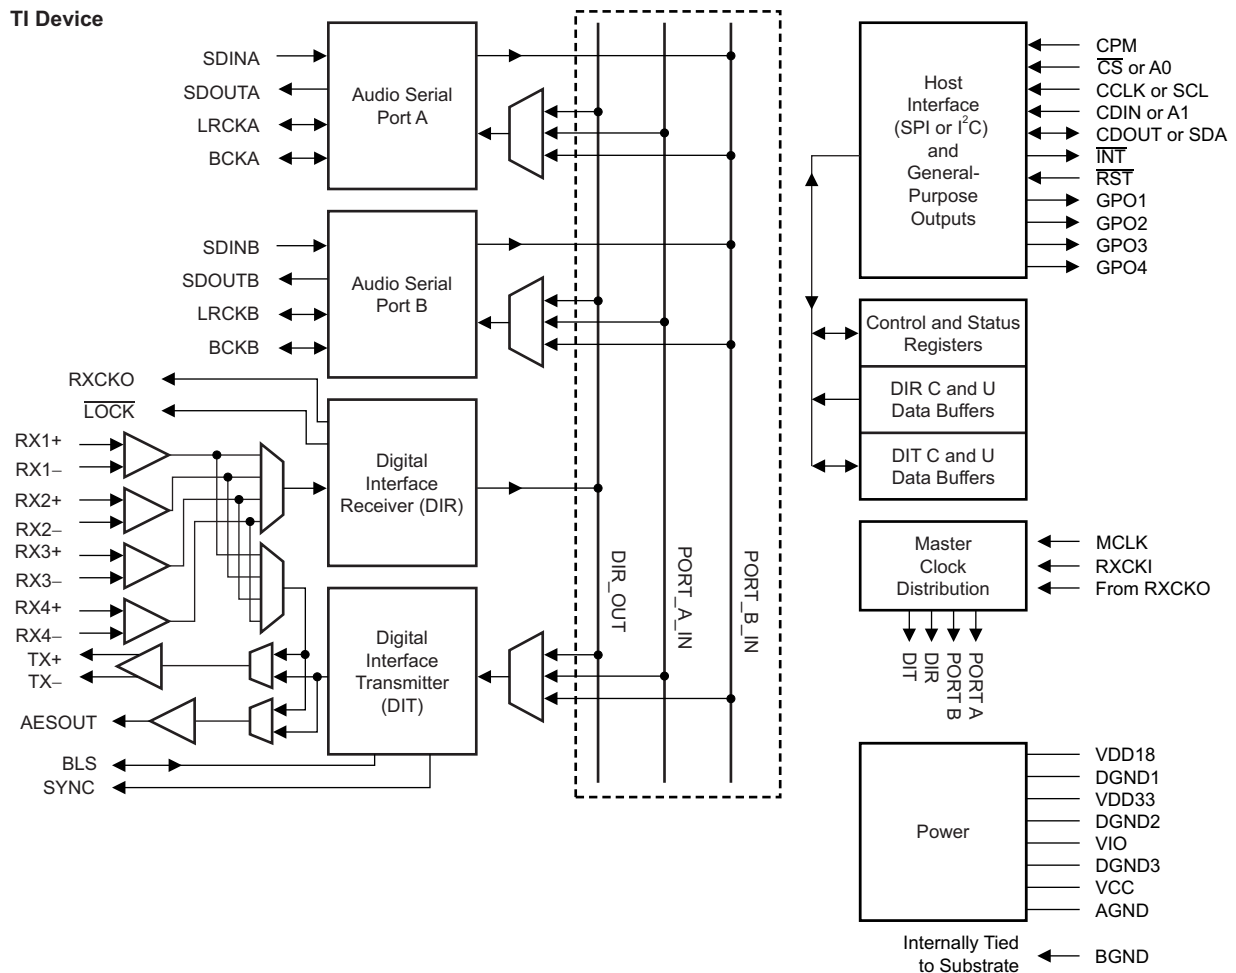 TI Device
SDINA
SDOUTA
LRCKA
BCKA
Audio Serial
Port A
SDINB
SDOUTB
LRCKB
BCKB
Audio Serial
Port B
RXCKO
LOCK
RX1+
RX1–
RX2+
RX2–
RX3+
RX3–
RX4+
RX4–
TX+
TX–
AESOUT
BLS
SYNC
Digital
Interface
Receiver (DIR)
Digital
Interface
Transmitter
(DIT)
DIR_OUT
PORT_A_IN
PORT_B_IN
Host
Interface
(SPI or I²C)
and
General-
Purpose
Outputs
CPM
CS or A0
CCLK or SCL
CDIN or A1
CDOUT or SDA
INT
RST
GPO1
GPO2
GPO3
GPO4
Control and Status
Registers
DIR C and U
Data Buffers
DIT C and U
Data Buffers
Master
Clock
Distribution
MCLK
RXCKI
From RXCKO
DIT
DIR
PORT B
PORT A
Power
VDD18
DGND1
VDD33
DGND2
VIO
DGND3
VCC
AGND
Internally Tied
to Substrate
BGND